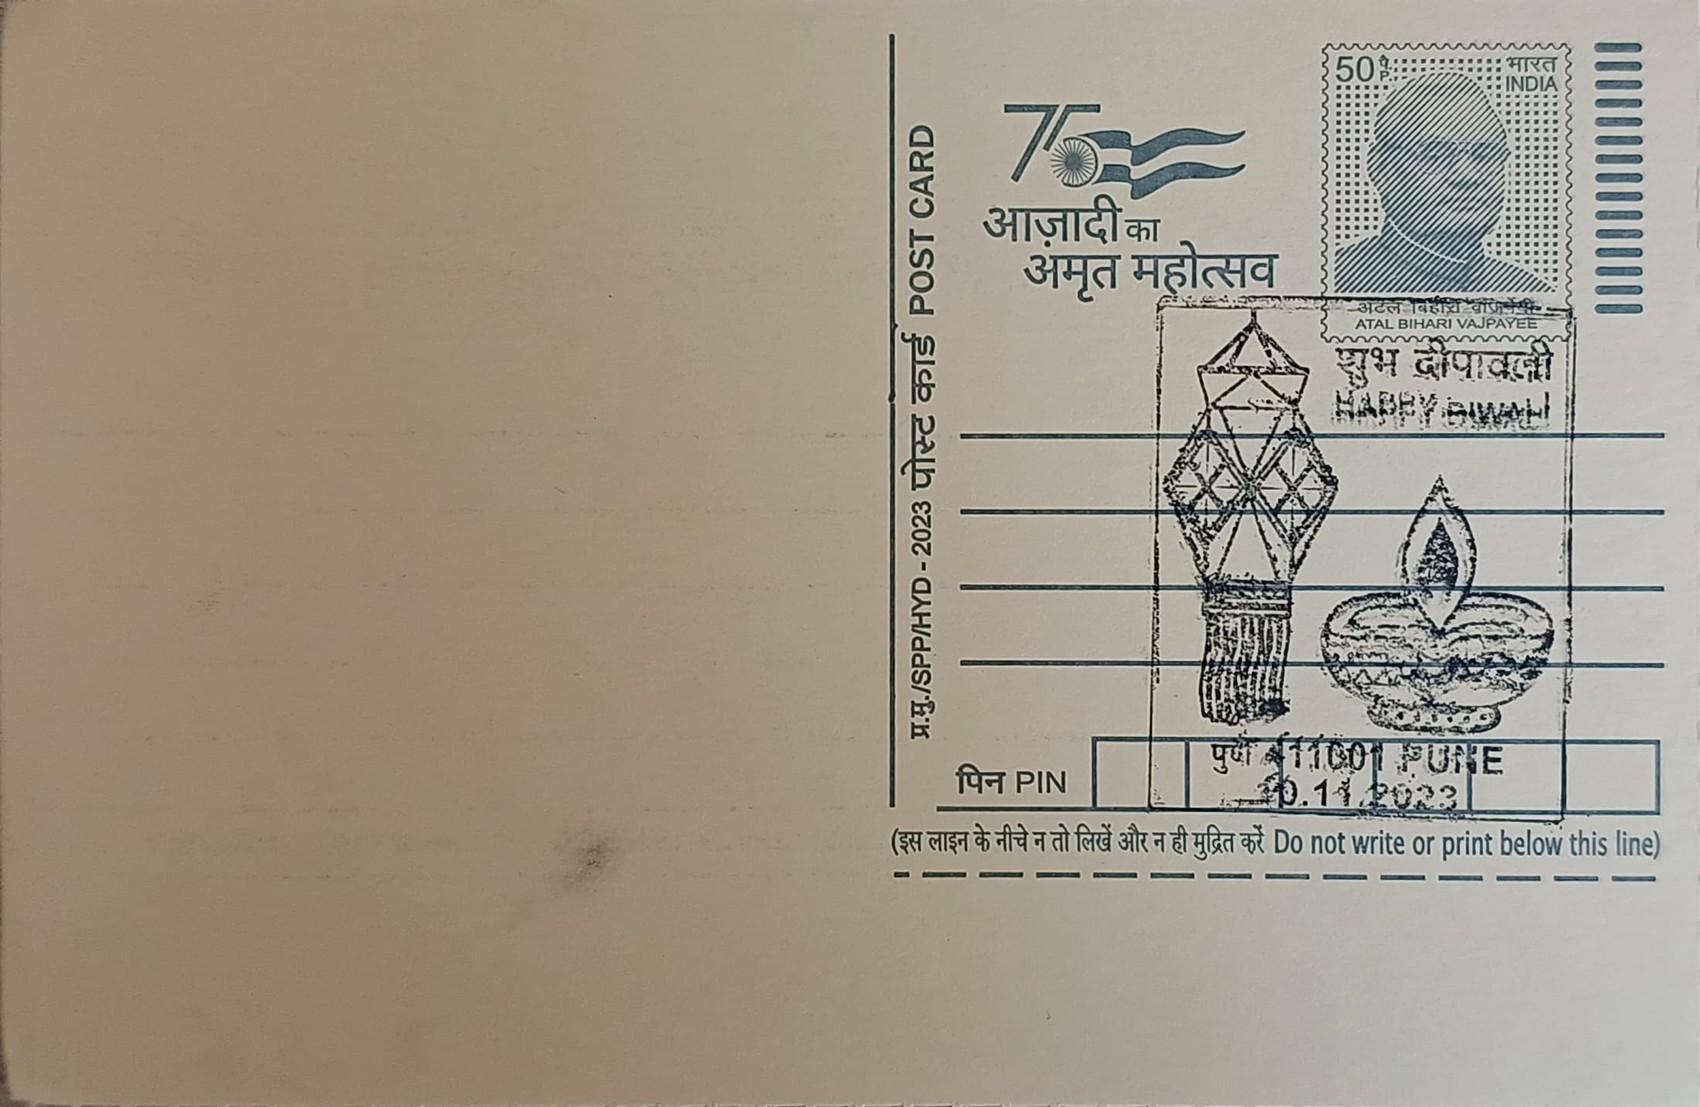 प्र.मु./SPP/HYD - 2023 पोस्ट कार्ड POST CARD
75
आज़ादी का
अमृत महोत्सव
50 पै. P.
भारत
INDIA
अटल बिहारी वाजपेयी
ATAL BIHARI VAJPAYEE
शुभ दीपावली
HAPPY DIWALI
पुणे 411001 PUNE
10.11.2023
पिन PIN
(इस लाइन के नीचे न तो लिखें और न ही मुद्रित करें Do not write or print below this line)